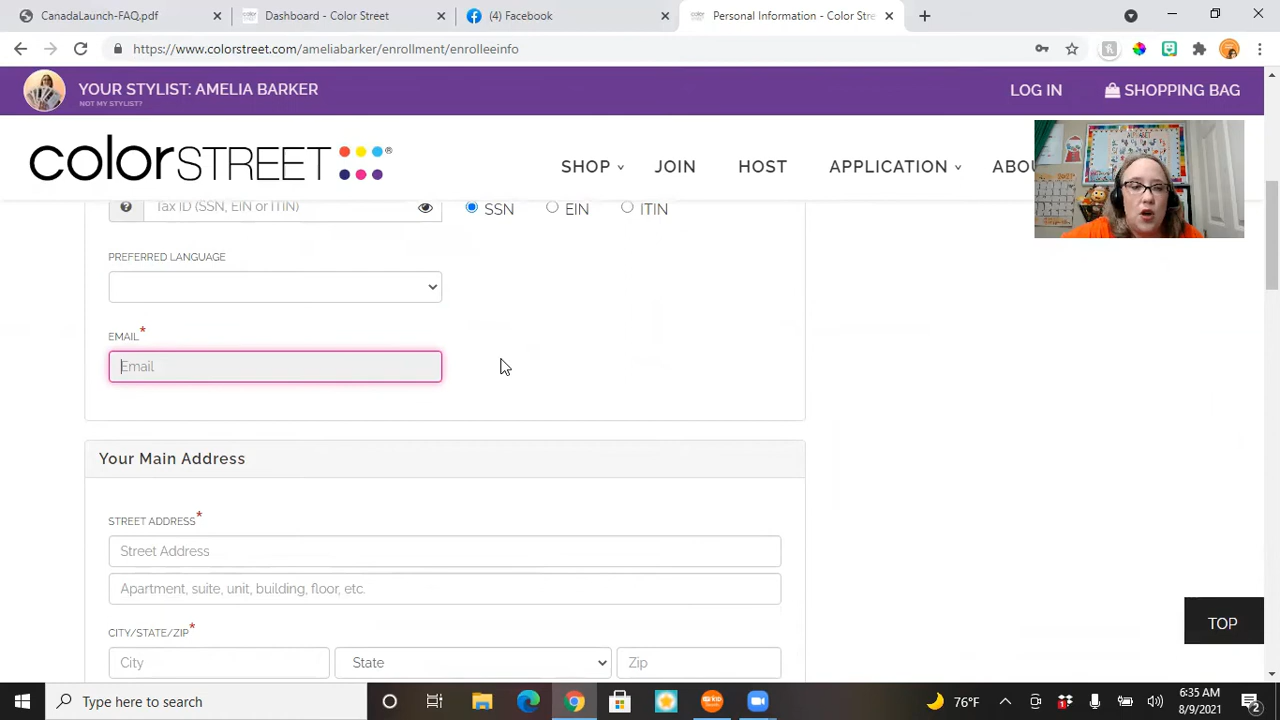 CanadaLaunch-FAQ.pdf
Dashboard - Color Street
(4) Facebook
Personal Information - Color Stre
https://www.colorstreet.com/ameliabarker/enrollment/enrolleeinfo
YOUR STYLIST: AMELIA BARKER
NOT MY STYLIST?
LOG IN
SHOPPING BAG
colorSTREET
SHOP
JOIN
HOST
APPLICATION
ABOU
Tax ID (SSN, EIN or ITIN)
SSN
EIN
ITIN
PREFERRED LANGUAGE
EMAIL*
Email
Your Main Address
STREET ADDRESS*
Street Address
Apartment, suite, unit, building, floor, etc.
CITY/STATE/ZIP*
City
State
Zip
TOP
Type here to search
76°F
6:35 AM
8/9/2021